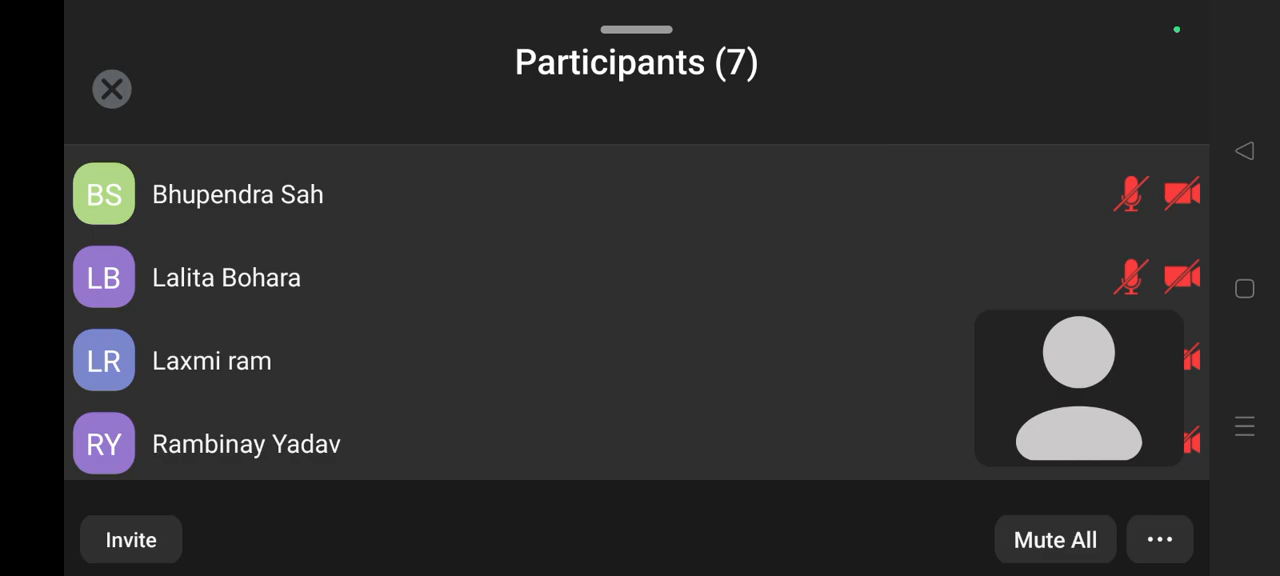 Participants (7)
BS Bhupendra Sah
LB Lalita Bohara
LR Laxmi ram
RY Rambinay Yadav
Invite
Mute All